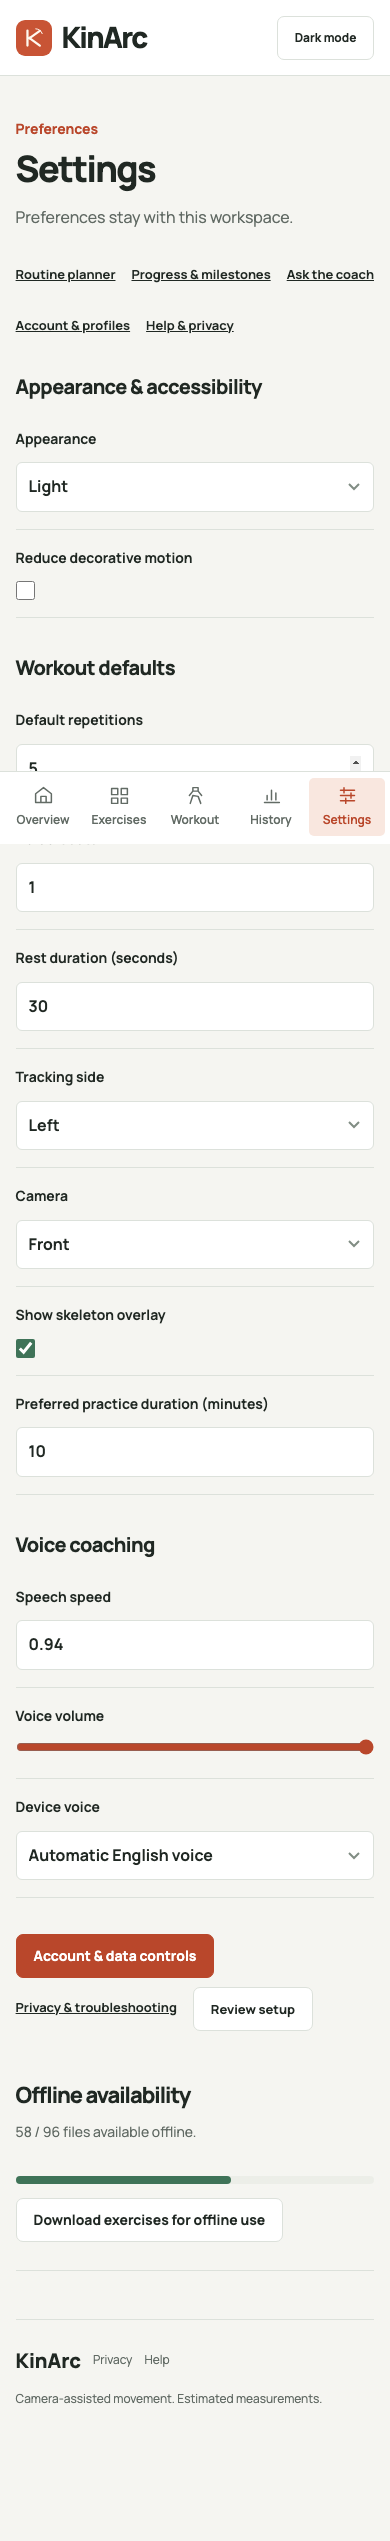 KinArc
Dark mode
Preferences
Settings
Preferences stay with this workspace.
Routine planner Progress & milestones Ask the coach
Account & profiles Help & privacy
Appearance & accessibility
Appearance
Light
Reduce decorative motion
Workout defaults
Default repetitions
5
Overview Exercises Workout History Settings
1
Rest duration (seconds)
30
Tracking side
Left
Camera
Front
Show skeleton overlay
Preferred practice duration (minutes)
10
Voice coaching
Speech speed
0.94
Voice volume
Device voice
Automatic English voice
Account & data controls
Privacy & troubleshooting Review setup
Offline availability
58 / 96 files available offline.
Download exercises for offline use
KinArc Privacy Help
Camera-assisted movement. Estimated measurements.